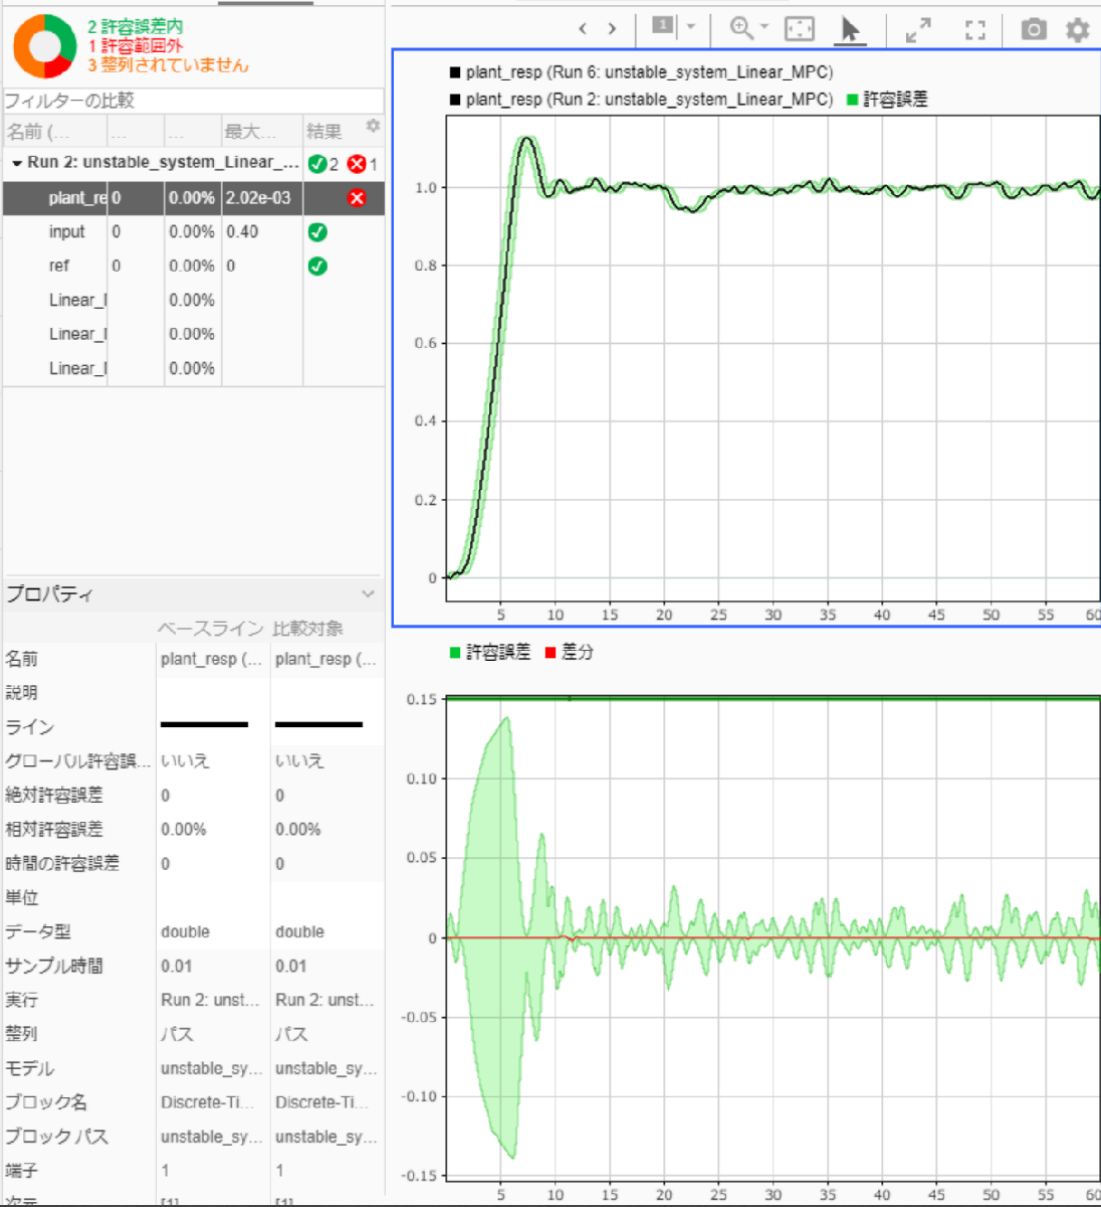 2 許容誤差内
1 許容範囲外
3 整列されていません
フィルターの比較
名前 (... ... ... 最大... 結果
Run 2: unstable_system_Linear_... 2 1
plant_re 0 0.00% 2.02e-03
input 0 0.00% 0.40
ref 0 0.00% 0
Linear_ 0.00%
Linear_ 0.00%
Linear_ 0.00%
プロパティ
ベースライン 比較対象
名前 plant_resp (... plant_resp (...
説明
ライン
グローバル許容誤... いいえ いいえ
絶対許容誤差 0 0
相対許容誤差 0.00% 0.00%
時間の許容誤差 0 0
単位
データ型 double double
サンプル時間 0.01 0.01
実行 Run 2: unst... Run 2: unst...
整列 パス パス
モデル unstable_sy... unstable_sy...
ブロック名 Discrete-Ti... Discrete-Ti...
ブロック パス unstable_sy... unstable_sy...
端子 1 1
次元 [1] [1]
1
plant_resp (Run 6: unstable_system_Linear_MPC)
plant_resp (Run 2: unstable_system_Linear_MPC) 許容誤差
1.0
0.8
0.6
0.4
0.2
0
5 10 15 20 25 30 35 40 45 50 55 60
許容誤差 差分
0.15
0.10
0.05
0
-0.05
-0.10
-0.15
5 10 15 20 25 30 35 40 45 50 55 60